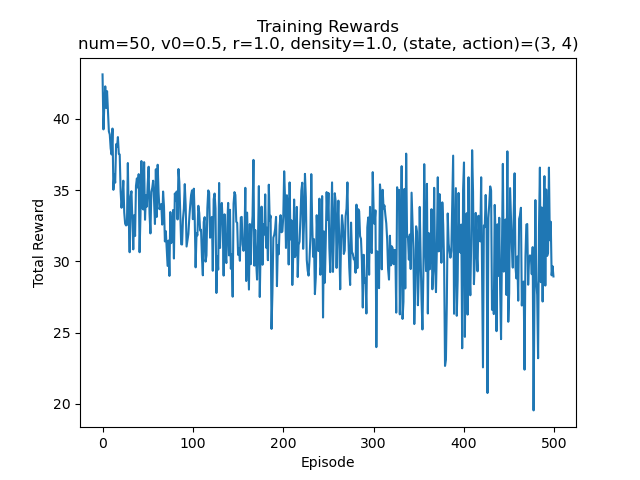 Training Rewards
num=50, v0=0.5, r=1.0, density=1.0, (state, action)=(3, 4)
Total Reward
40
35
30
25
20
0 100 200 300 400 500
Episode